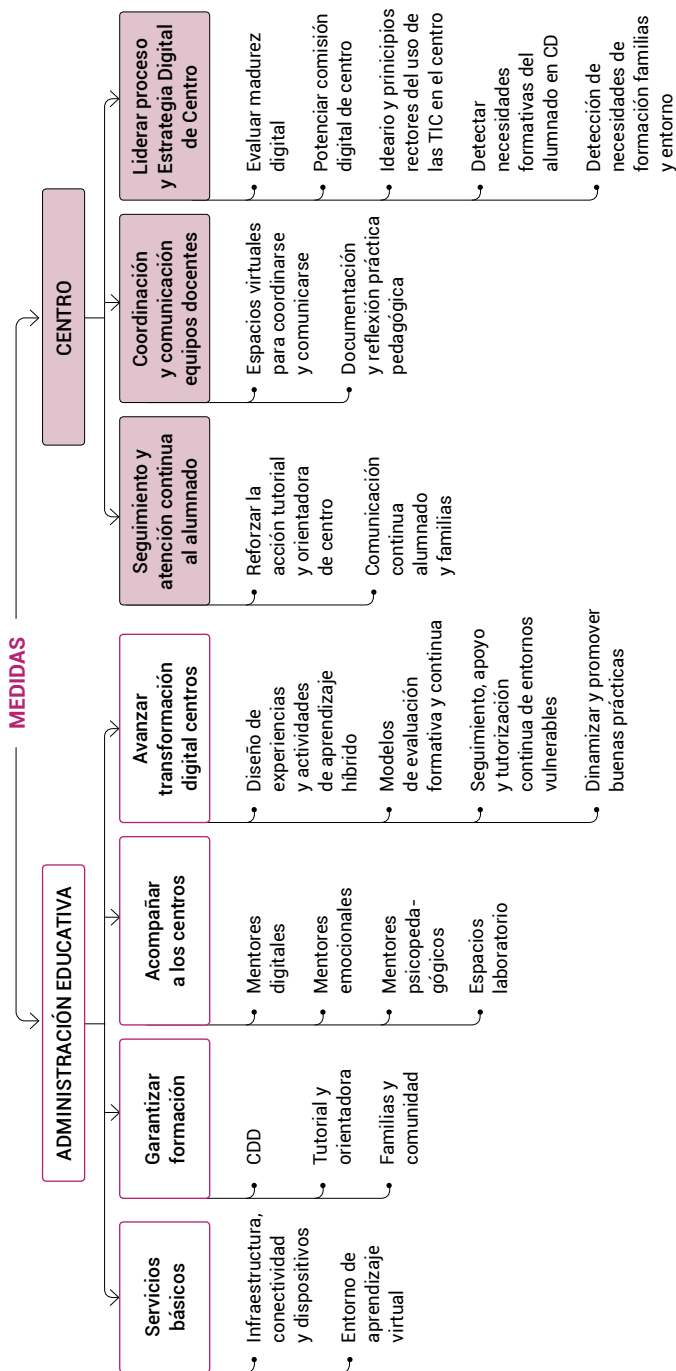 MEDIDAS
ADMINISTRACIÓN EDUCATIVA
Servicios
básicos
Infraestructura,
conectividad
y dispositivos
Entorno de
aprendizaje
virtual
Garantizar
formación
CDD
Tutorial y
orientadora
Familias y
comunidad
Acompañar
a los centros
Mentores
digitales
Mentores
emocionales
Mentores
psicopeda-
gógicos
Espacios
laboratorio
Avanzar
transformación
digital centros
Diseño de
experiencias
y actividades
de aprendizaje
híbrido
Modelos
de evaluación
formativa y continua
Seguimiento, apoyo
y tutorización
continua de entornos
vulnerables
Dinamizar y promover
buenas prácticas
CENTRO
Seguimiento y
atención continua
al alumnado
Reforzar la
acción tutorial
y orientadora
de centro
Comunicación
continua
alumnado
y familias
Coordinación
y comunicación
equipos docentes
Espacios virtuales
para coordinarse
y comunicarse
Documentación
y reflexión práctica
pedagógica
Liderar proceso
y Estrategia Digital
de Centro
Evaluar madurez
digital
Potenciar comisión
digital de centro
Ideario y prinicipios
rectores del uso de
las TIC en el centro
Detectar
necesidades
formativas del
alumnado en CD
Detección de
necesidades de
formación familias
y entorno